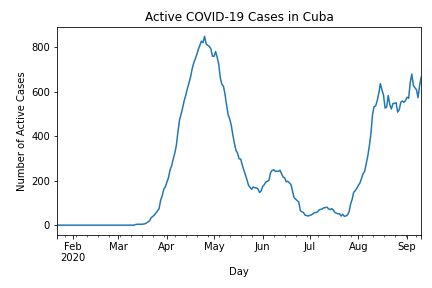 Active COVID-19 Cases in Cuba
800
600
400
200
0
Number of Active Cases
Feb Mar Apr May Jun Jul Aug Sep
2020
Day